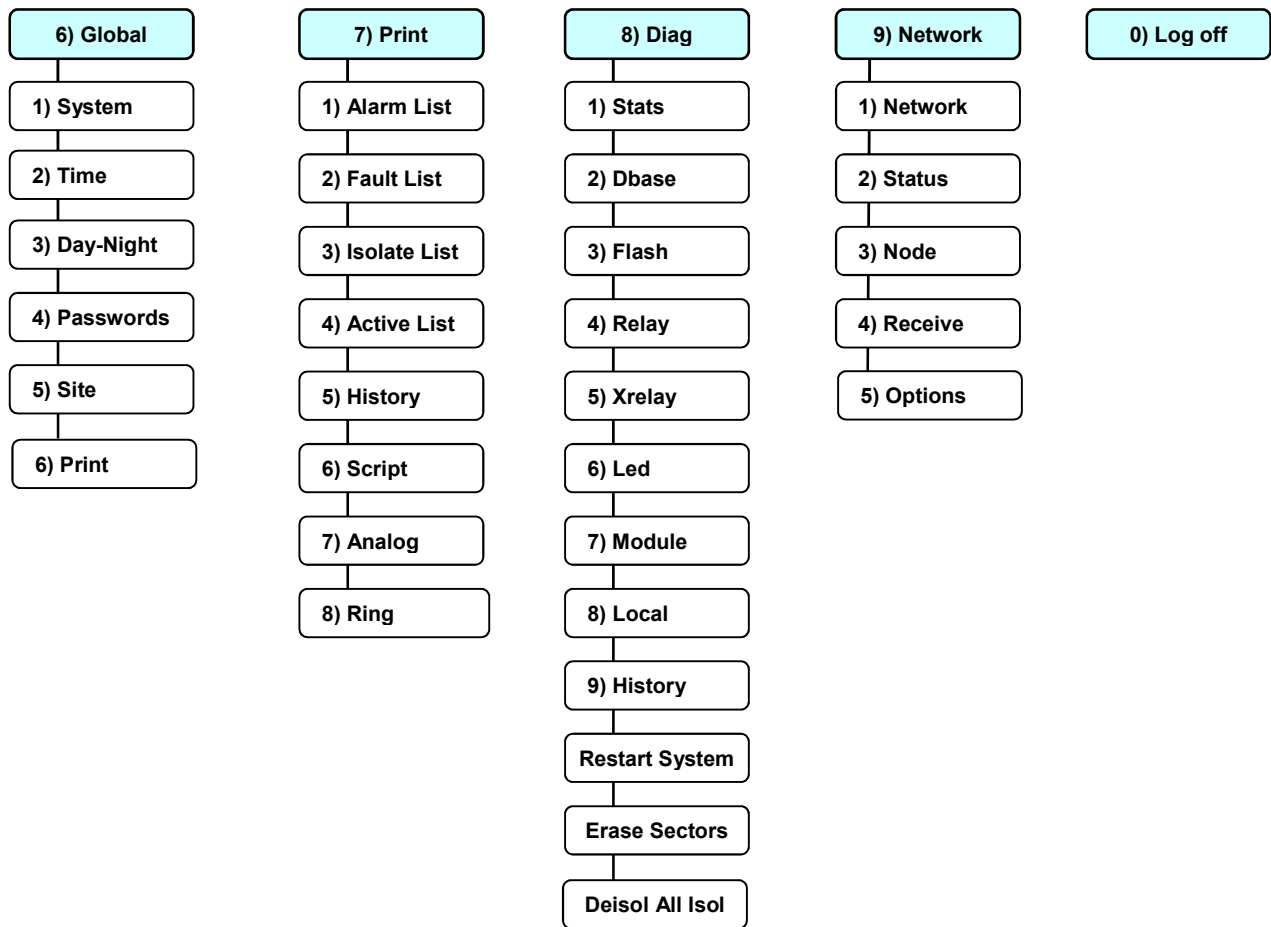 6) Global
1) System
2) Time
3) Day-Night
4) Passwords
5) Site
6) Print
7) Print
1) Alarm List
2) Fault List
3) Isolate List
4) Active List
5) History
6) Script
7) Analog
8) Ring
8) Diag
1) Stats
2) Dbase
3) Flash
4) Relay
5) Xrelay
6) Led
7) Module
8) Local
9) History
Restart System
Erase Sectors
Deisol All Isol
9) Network
1) Network
2) Status
3) Node
4) Receive
5) Options
0) Log off